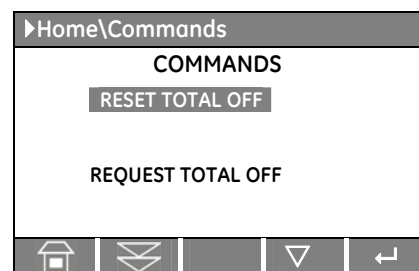 Home\Commands
COMMANDS
RESET TOTAL OFF
REQUEST TOTAL OFF